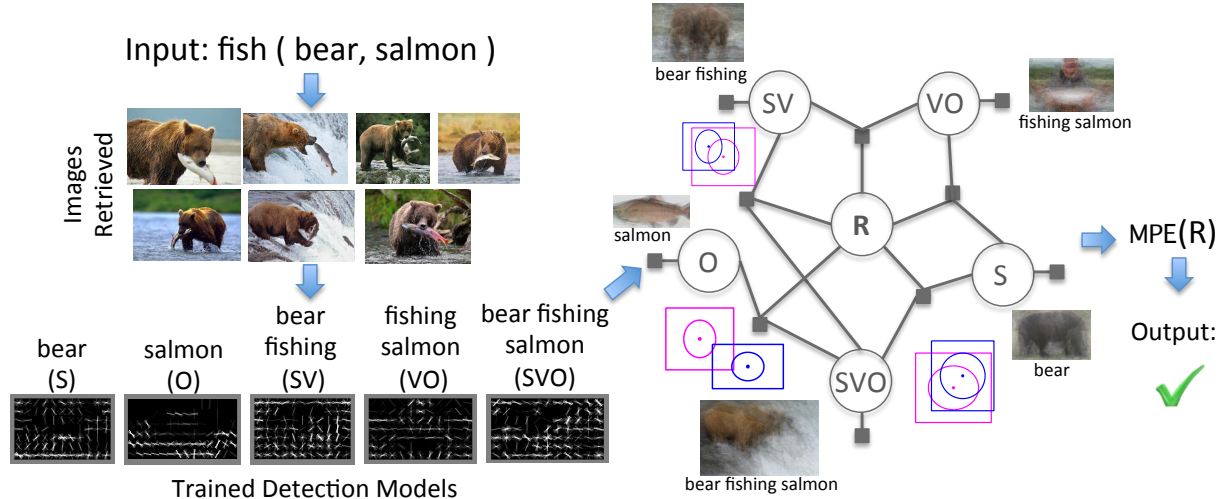 Input: fish ( bear, salmon )
Images
Retrieved
bear
(S)
salmon
(O)
bear
fishing
(SV)
fishing
salmon
(VO)
bear fishing
salmon
(SVO)
Trained Detection Models
bear fishing
SV
VO
fishing salmon
salmon
O
R
S
bear
SVO
bear fishing salmon
MPE(R)
Output: